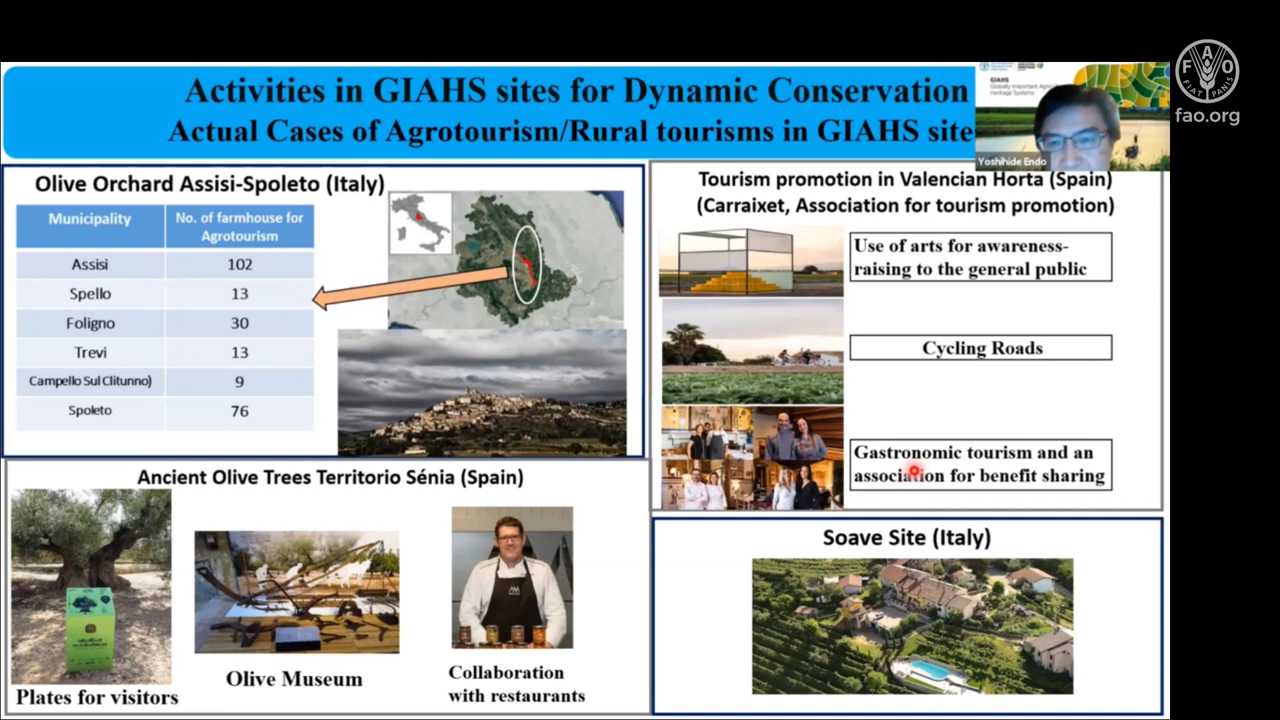 Activities in GIAHS sites for Dynamic Conservation
Actual Cases of Agrotourism/Rural tourisms in GIAHS site
GIAHS
Yoshihide Endo
FAO
FIAT PANIS
fao.org
Olive Orchard Assisi-Spoleto (Italy)
Municipality
No. of farmhouse for
Agrotourism
Assisi
102
Spello
13
Foligno
30
Trevi
13
Campello Sul Clitunno)
9
Spoleto
76
Tourism promotion in Valencian Horta (Spain)
(Carraixet, Association for tourism promotion)
Use of arts for awareness-
raising to the general public
Cycling Roads
Gastronomic tourism and an
association for benefit sharing
Ancient Olive Trees Territorio Sénia (Spain)
Plates for visitors
Olive Museum
Collaboration
with restaurants
Soave Site (Italy)